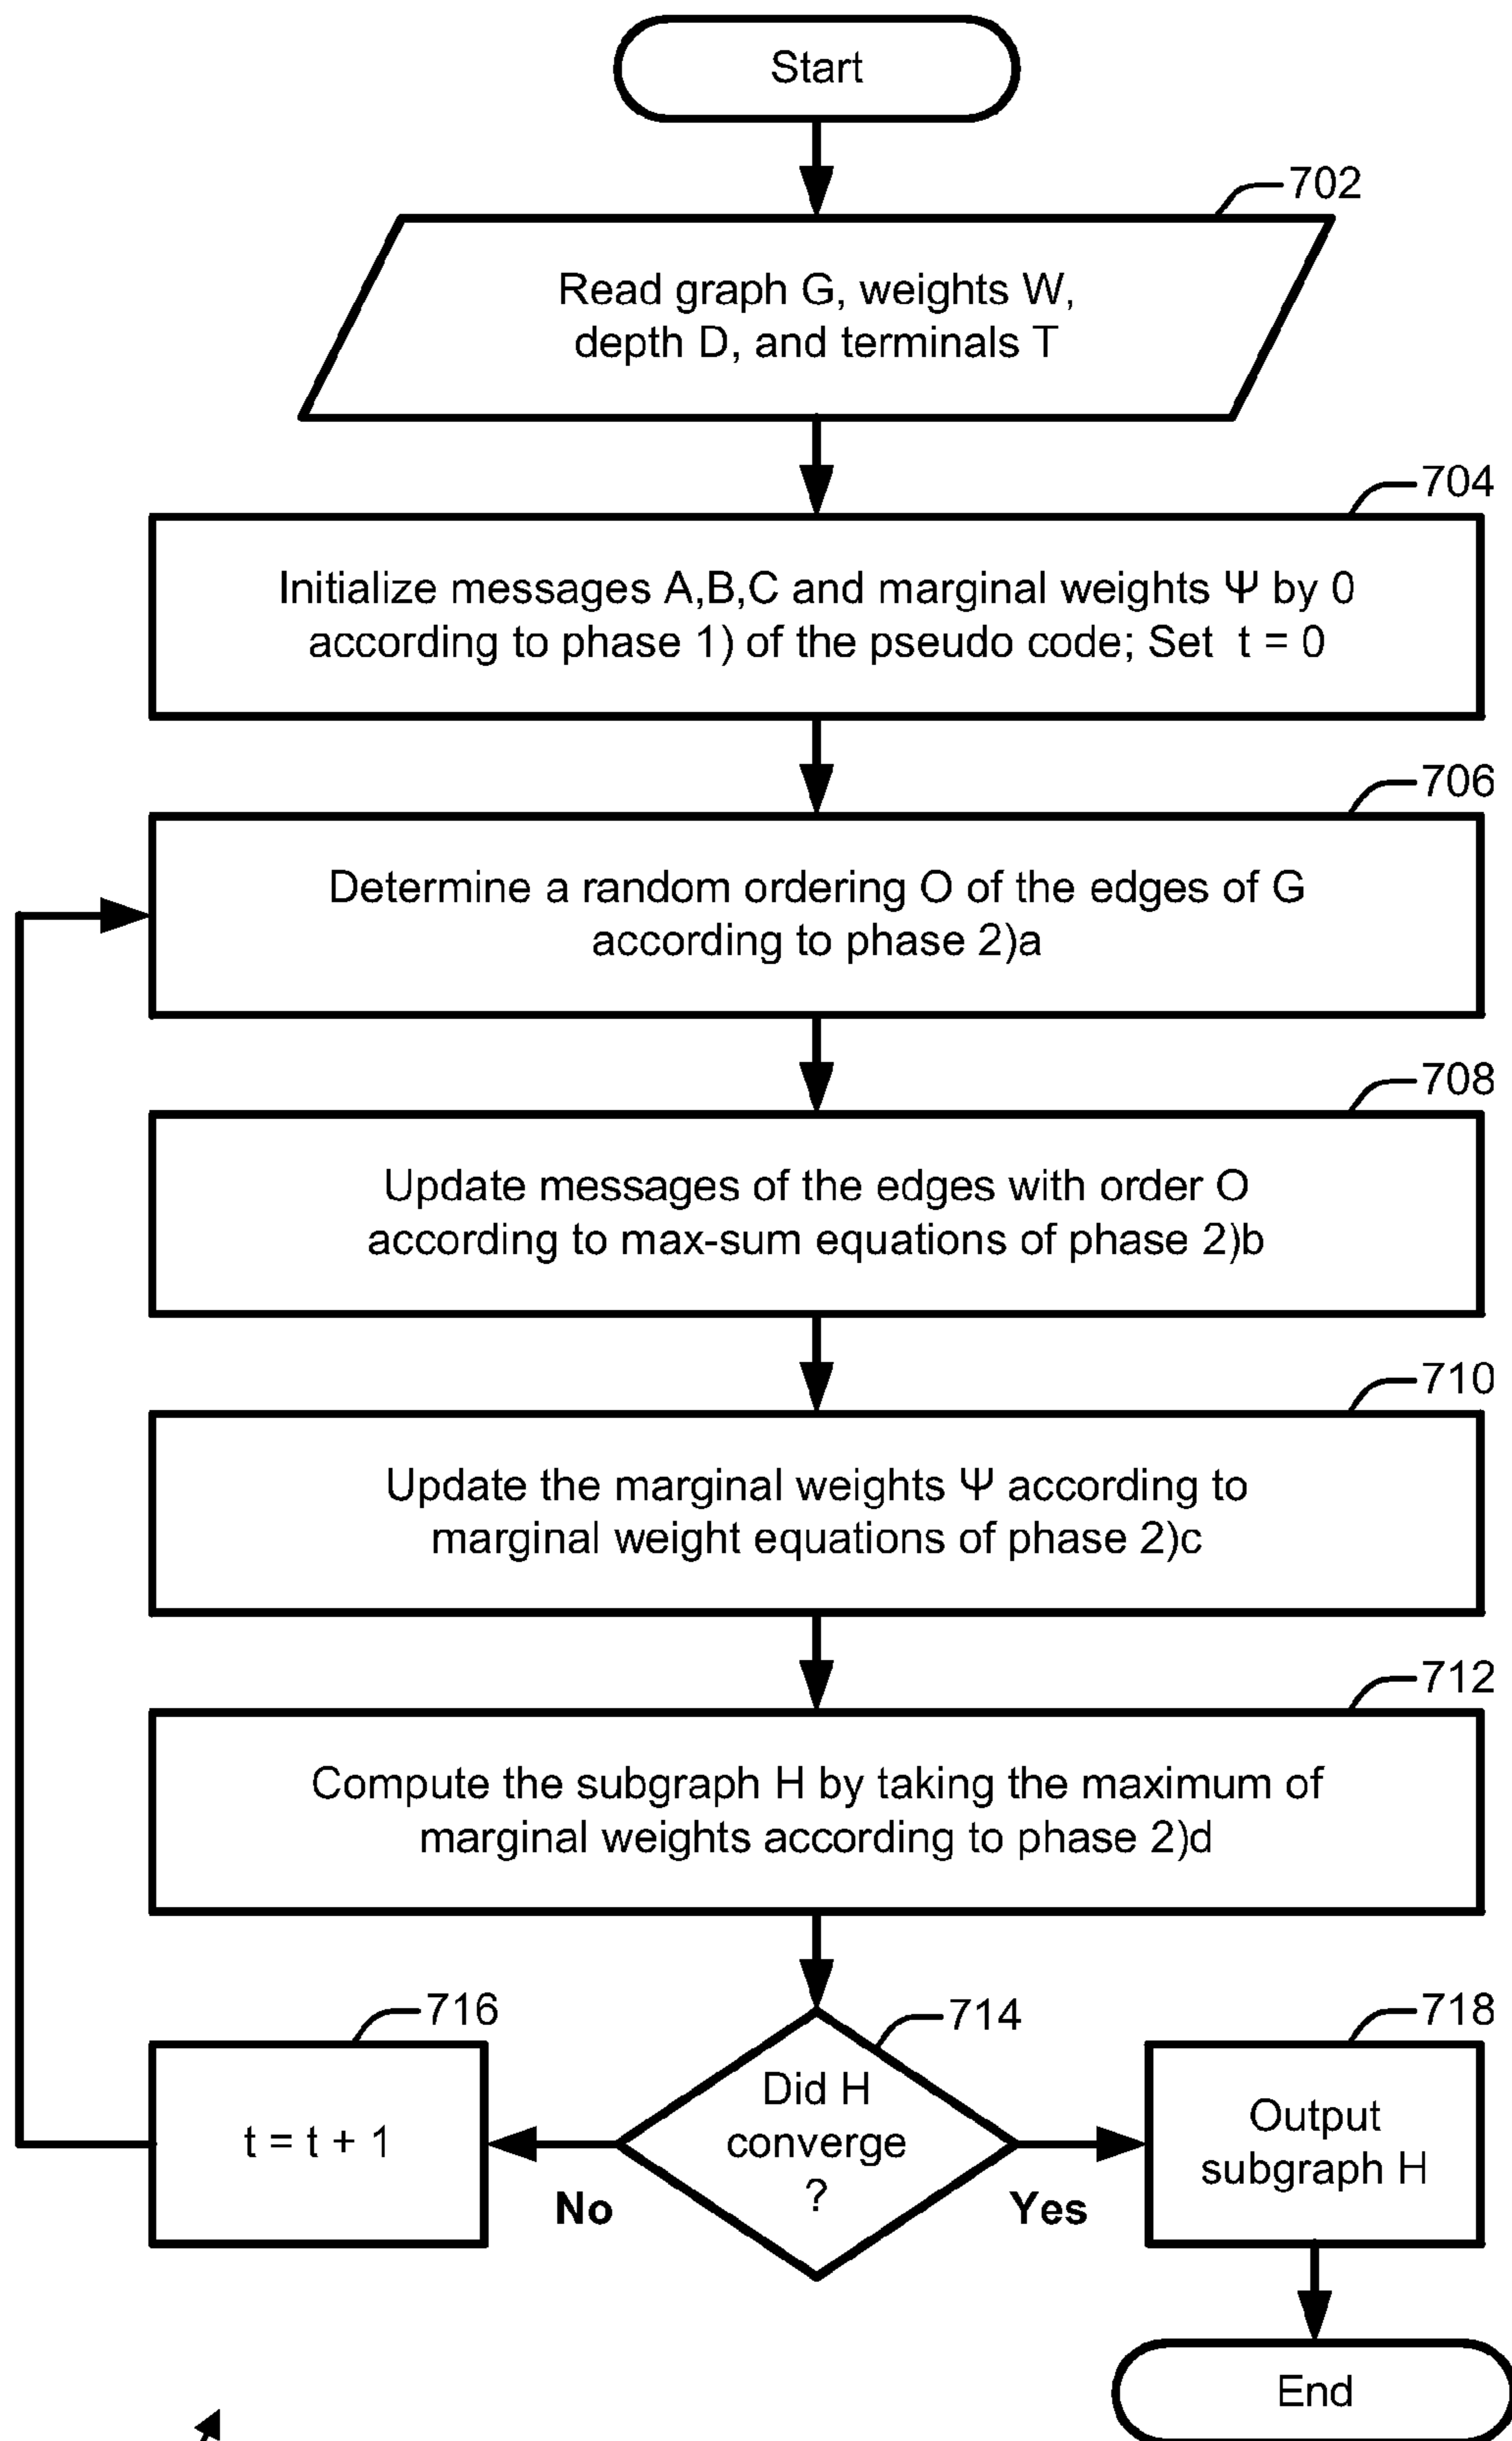 Start
702
Read graph G, weights W,
depth D, and terminals T
704
Initialize messages A,B,C and marginal weights Ψ by 0
according to phase 1) of the pseudo code; Set t = 0
706
Determine a random ordering O of the edges of G
according to phase 2)a
708
Update messages of the edges with order O
according to max-sum equations of phase 2)b
710
Update the marginal weights Ψ according to
marginal weight equations of phase 2)c
712
Compute the subgraph H by taking the maximum of
marginal weights according to phase 2)d
716
714
718
t = t + 1
Did H
converge
?
Output
subgraph H
No
Yes
End